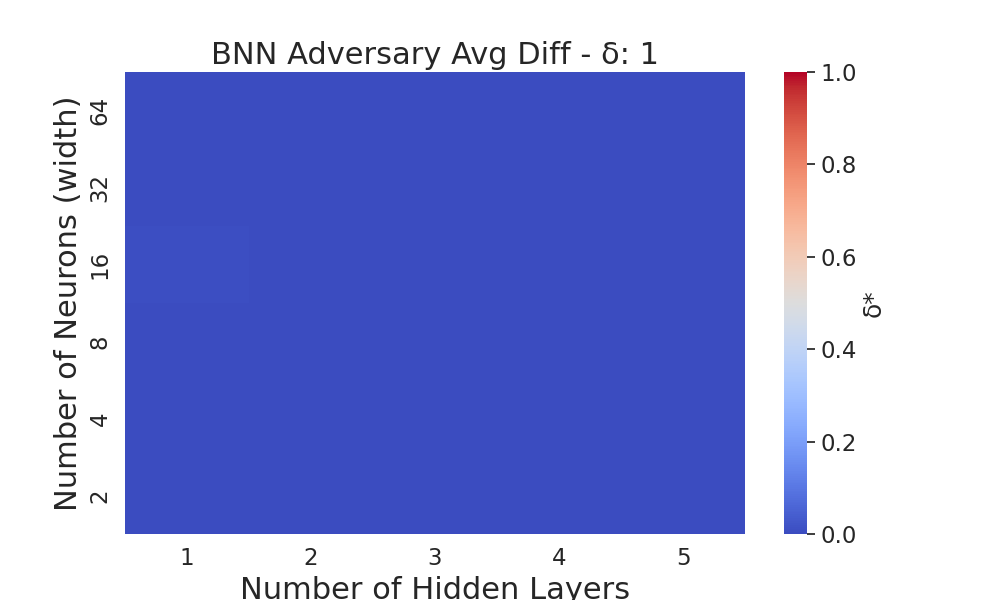 BNN Adversary Avg Diff - δ: 1
Number of Neurons (width)
64
32
16
8
4
2
1 2 3 4 5
Number of Hidden Layers
1.0
0.8
0.6
0.4
0.2
0.0
δ*